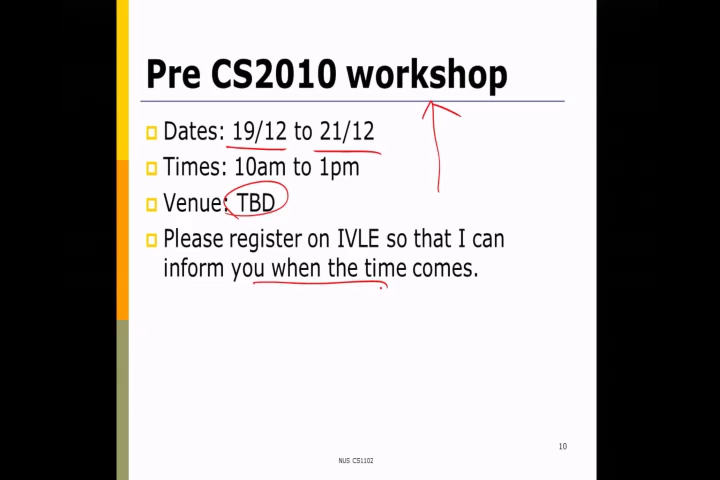 Pre CS2010 workshop
Dates: 19/12 to 21/12
Times: 10am to 1pm
Venue: TBD
Please register on IVLE so that I can
inform you when the time comes.
10
NUS CS1102